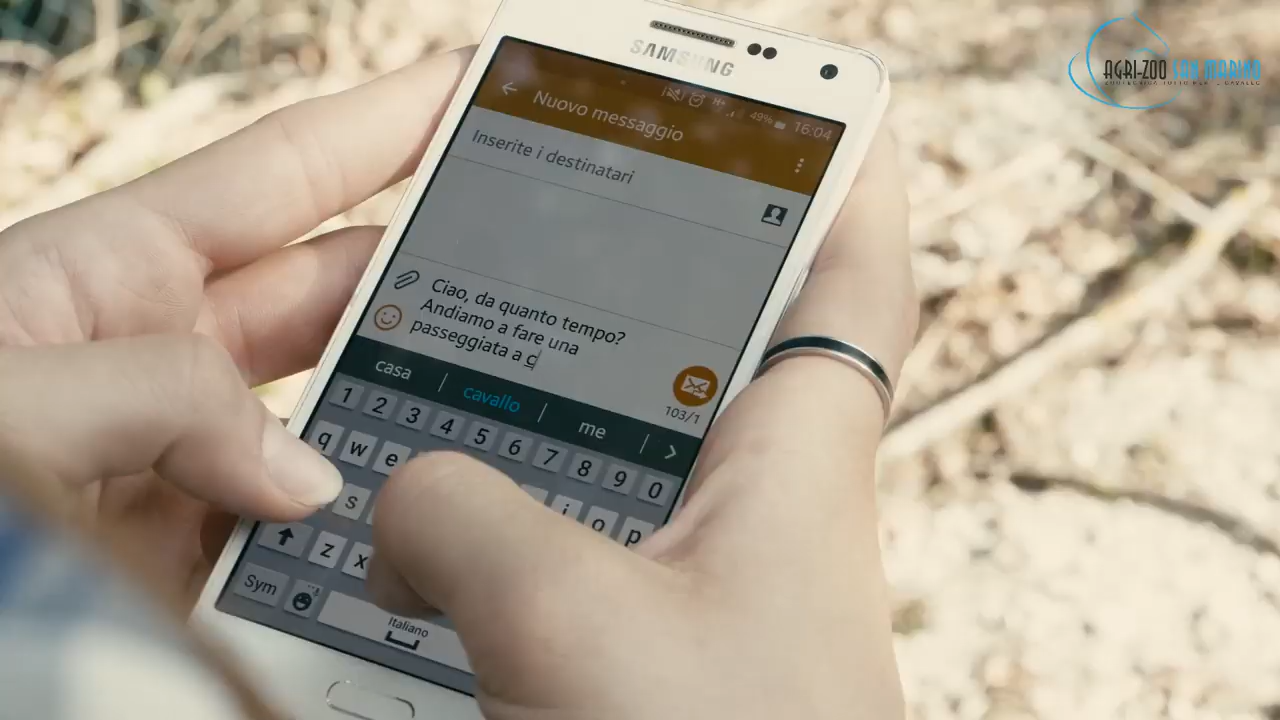 SAMSUNG
AGRI-ZOO SAN MARINO
49% 16:04
Nuovo messaggio
Inserite i destinatari
Ciao, da quanto tempo?
Andiamo a fare una
passeggiata a c
103/1
casa cavallo me >
1 2 3 4 5 6 7 8 9 0
q w e
s i o p
z x
Sym
Italiano